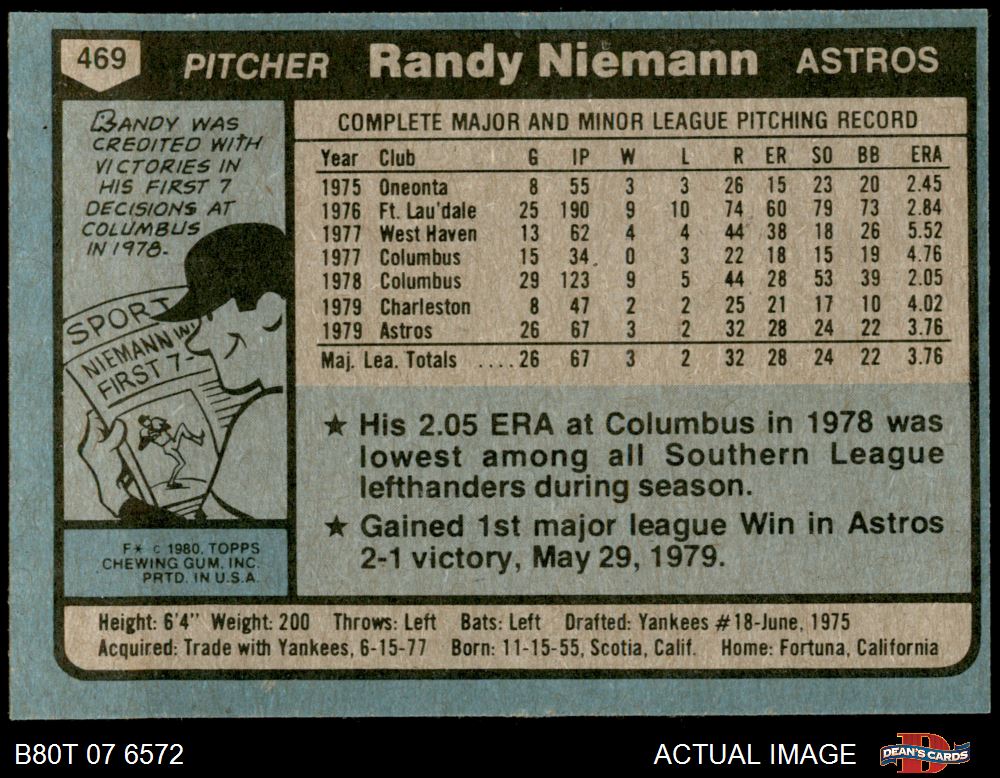 469 PITCHER Randy Niemann ASTROS
BANDY WAS
CREDITED WITH
VICTORIES IN
HIS FIRST 7
DECISIONS AT
COLUMBUS
IN 1978.
SPORT
NIEMANN WI
FIRST 7-
F* © 1980. TOPPS
CHEWING GUM, INC.
PRTD. IN U.S.A.
COMPLETE MAJOR AND MINOR LEAGUE PITCHING RECORD
Year Club G IP W L R ER SO BB ERA
1975 Oneonta 8 55 3 3 26 15 23 20 2.45
1976 Ft. Lau'dale 25 190 9 10 74 60 79 73 2.84
1977 West Haven 13 62 4 4 44 38 18 26 5.52
1977 Columbus 15 34 0 3 22 18 15 19 4.76
1978 Columbus 29 123 9 5 44 28 53 39 2.05
1979 Charleston 8 47 2 2 25 21 17 10 4.02
1979 Astros 26 67 3 2 32 28 24 22 3.76
Maj. Lea. Totals ....26 67 3 2 32 28 24 22 3.76
★ His 2.05 ERA at Columbus in 1978 was
lowest among all Southern League
lefthanders during season.
★ Gained 1st major league Win in Astros
2-1 victory, May 29, 1979.
Height: 6'4" Weight: 200 Throws: Left Bats: Left Drafted: Yankees #18-June, 1975
Acquired: Trade with Yankees, 6-15-77 Born: 11-15-55, Scotia, Calif. Home: Fortuna, California
B80T 07 6572
ACTUAL IMAGE
DEAN'S CARDS